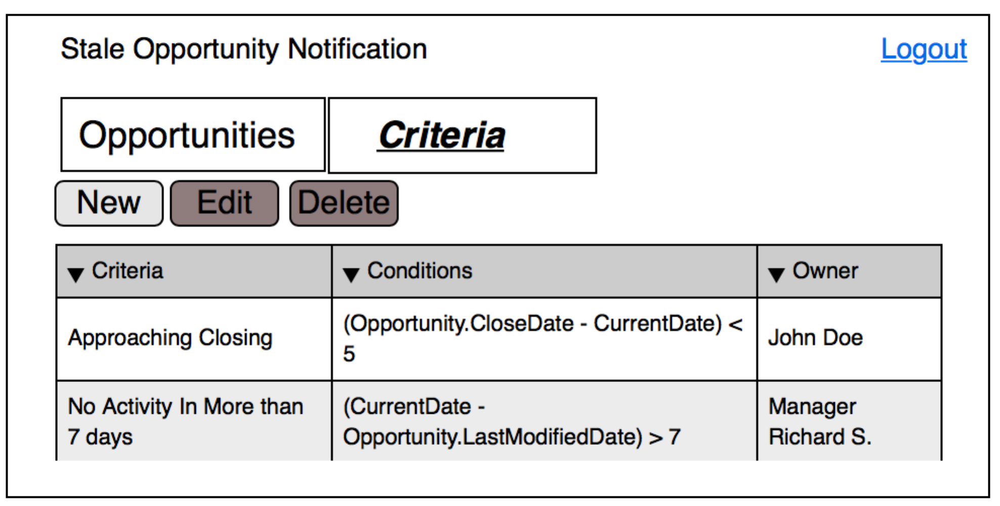 Stale Opportunity Notification
Logout
Opportunities
Criteria
New
Edit
Delete
Criteria
Conditions
Owner
Approaching Closing
(Opportunity.CloseDate - CurrentDate) <
5
John Doe
No Activity In More than
7 days
(CurrentDate -
Opportunity.LastModifiedDate) > 7
Manager
Richard S.